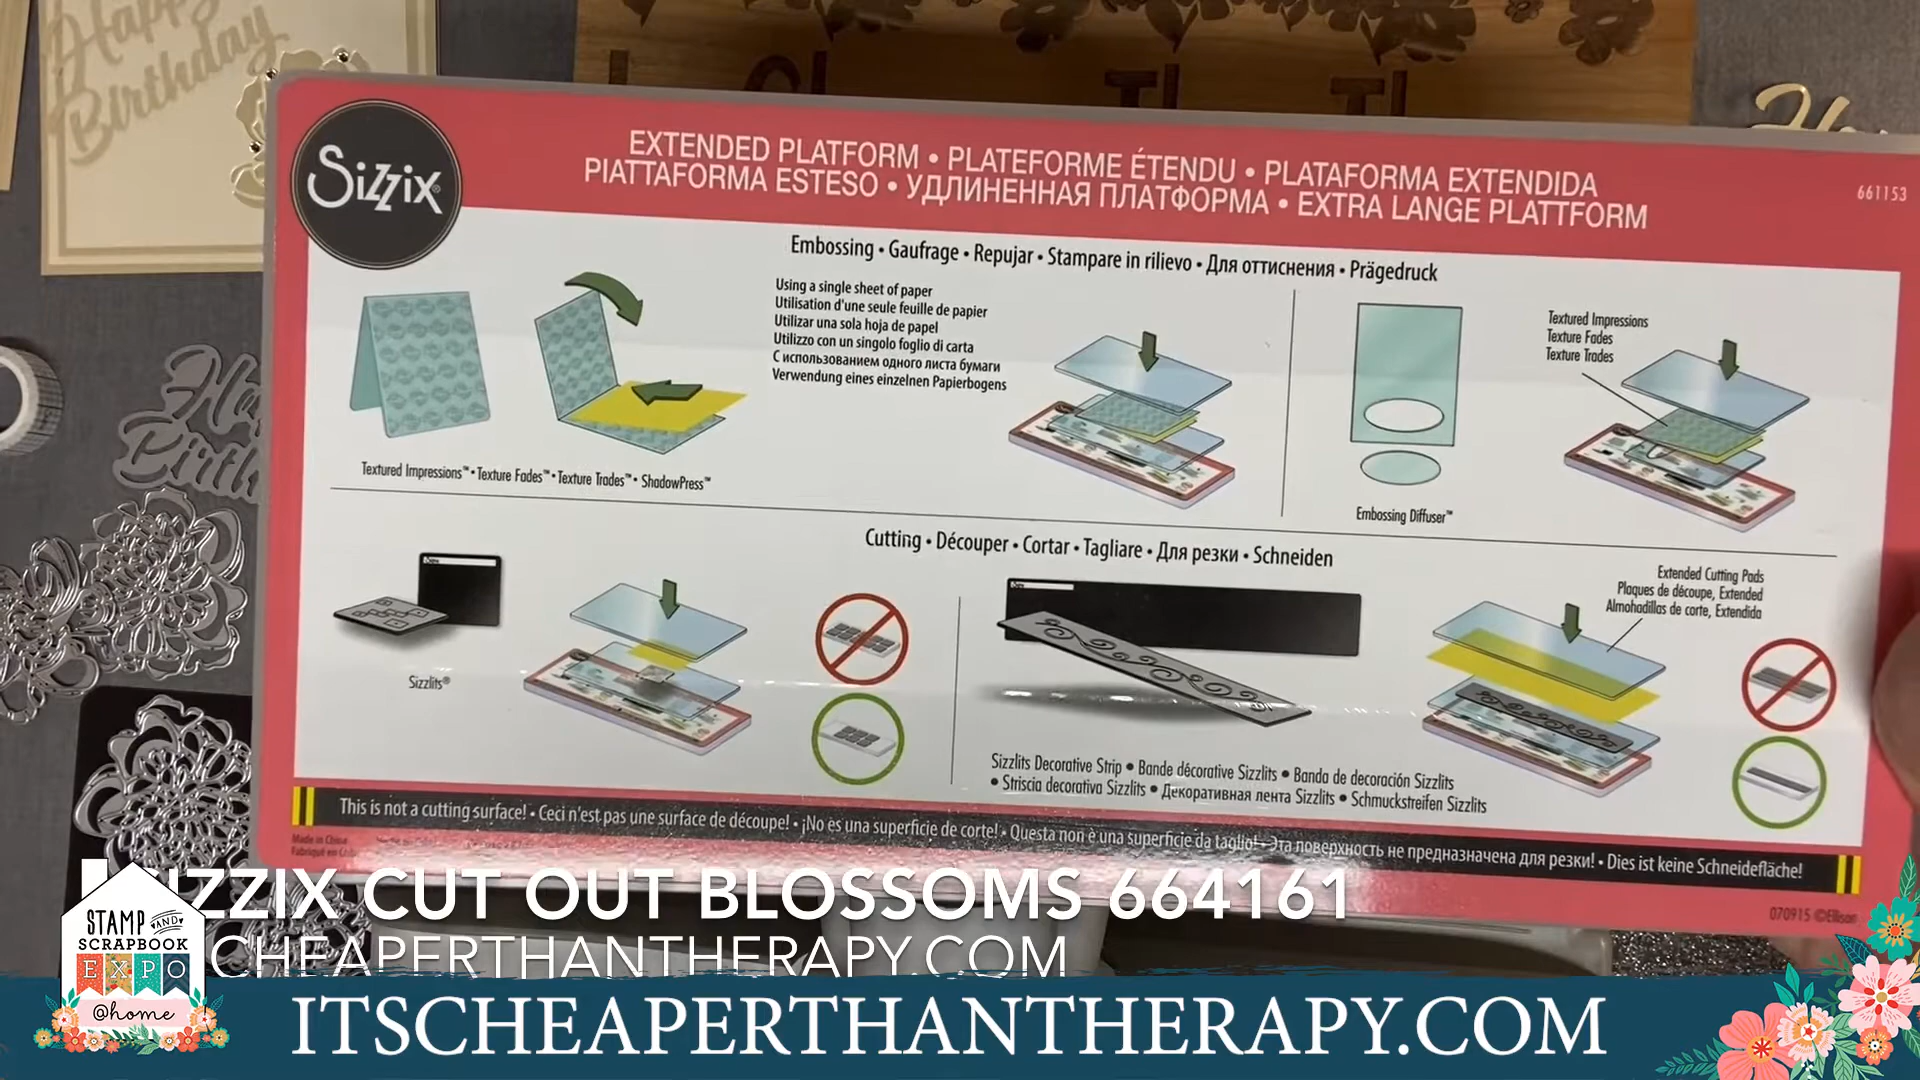 Happy
Birthday
Sizzix
EXTENDED PLATFORM • PLATEFORME ÉTENDU • PLATAFORMA EXTENDIDA
PIATTAFORMA ESTESO • УДЛИНЕННАЯ ПЛАТФОРМА • EXTRA LANGE PLATTFORM
661153
Embossing • Gaufrage • Repujar • Stampare in rilievo • Для оттиснения • Prägedruck
Using a single sheet of paper
Utilisation d'une seule feuille de papier
Utilizar una sola hoja de papel
Utilizzo con un singolo foglio di carta
С использованием одного листа бумаги
Verwendung eines einzelnen Papierbogens
Textured Impressions
Texture Fades
Texture Trades
Textured Impressions™ • Texture Fades™ • Texture Trades™ • ShadowPress™
Embossing Diffuser™
Cutting • Découper • Cortar • Tagliare • Для резки • Schneiden
Extended Cutting Pads
Plaques de découpe, Extended
Almohadillas de corte, Extendida
Sizzlits®
Sizzlits Decorative Strip • Bande décorative Sizzlits • Banda de decoración Sizzlits
• Striscia decorativa Sizzlits • Декоративная лента Sizzlits • Schmuckstreifen Sizzlits
This is not a cutting surface! • Ceci n'est pas une surface de découpe! • ¡No es una superficie de corte! • Questa non è una superficie da taglio! • Эта поверхность не предназначена для резки! • Dies ist keine Schneidefläche!
Made in China
070915 ©Ellison
IZZIX CUT OUT BLOSSOMS 664161
CHEAPERTHANTHERAPY.COM
STAMP AND
SCRAPBOOK
EXPO
@home
ITSCHEAPERTHANTHERAPY.COM